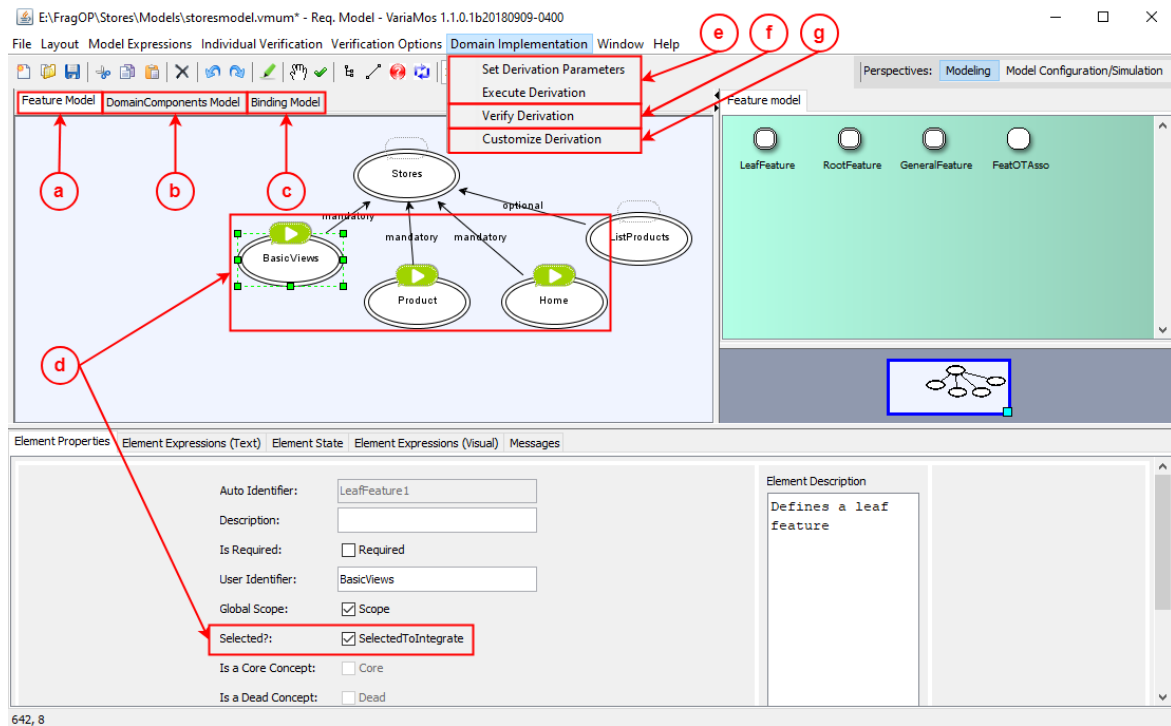 E:\FragOP\Stores\Models\storesmodel.vmum* - Req. Model - VariaMos 1.1.0.1b20180909-0400
File Layout Model Expressions Individual Verification Verification Options Domain Implementation Window Help
e f g
Set Derivation Parameters
Execute Derivation
Verify Derivation
Customize Derivation
Perspectives: Modeling Model Configuration/Simulation
Feature Model DomainComponents Model Binding Model
Feature model
a b c
LeafFeature RootFeature GeneralFeature FeatOTAsso
Stores
optional
mandatory
mandatory mandatory
ListProducts
BasicViews
Product Home
d
Element Properties Element Expressions (Text) Element State Element Expressions (Visual) Messages
Auto Identifier: LeafFeature1
Description:
Is Required: Required
User Identifier: BasicViews
Global Scope: Scope
Selected?: SelectedToIntegrate
Is a Core Concept: Core
Is a Dead Concept: Dead
Element Description
Defines a leaf
feature
642, 8